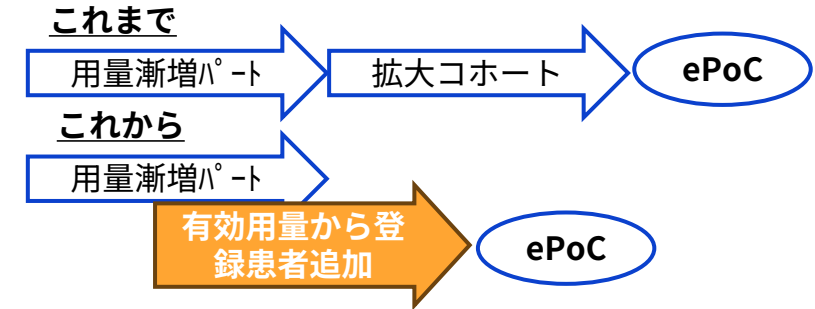 これまで
用量漸増ﾊﾟｰﾄ
拡大コホート
ePoC
これから
用量漸増ﾊﾟｰﾄ
有効用量から登
録患者追加
ePoC